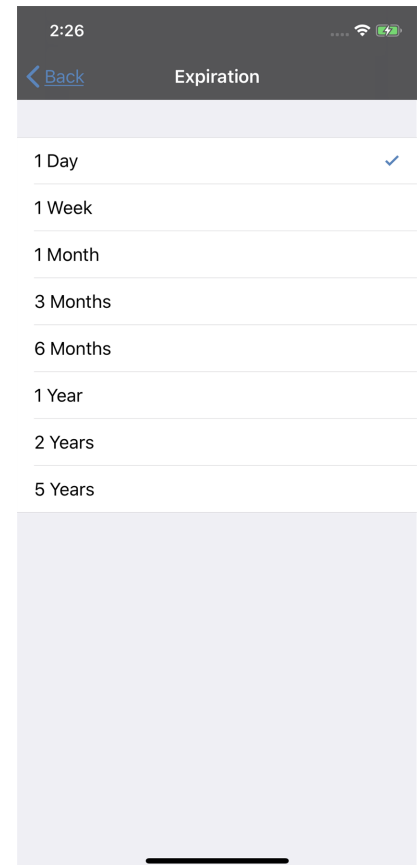 2:26
Back Expiration
1 Day
1 Week
1 Month
3 Months
6 Months
1 Year
2 Years
5 Years